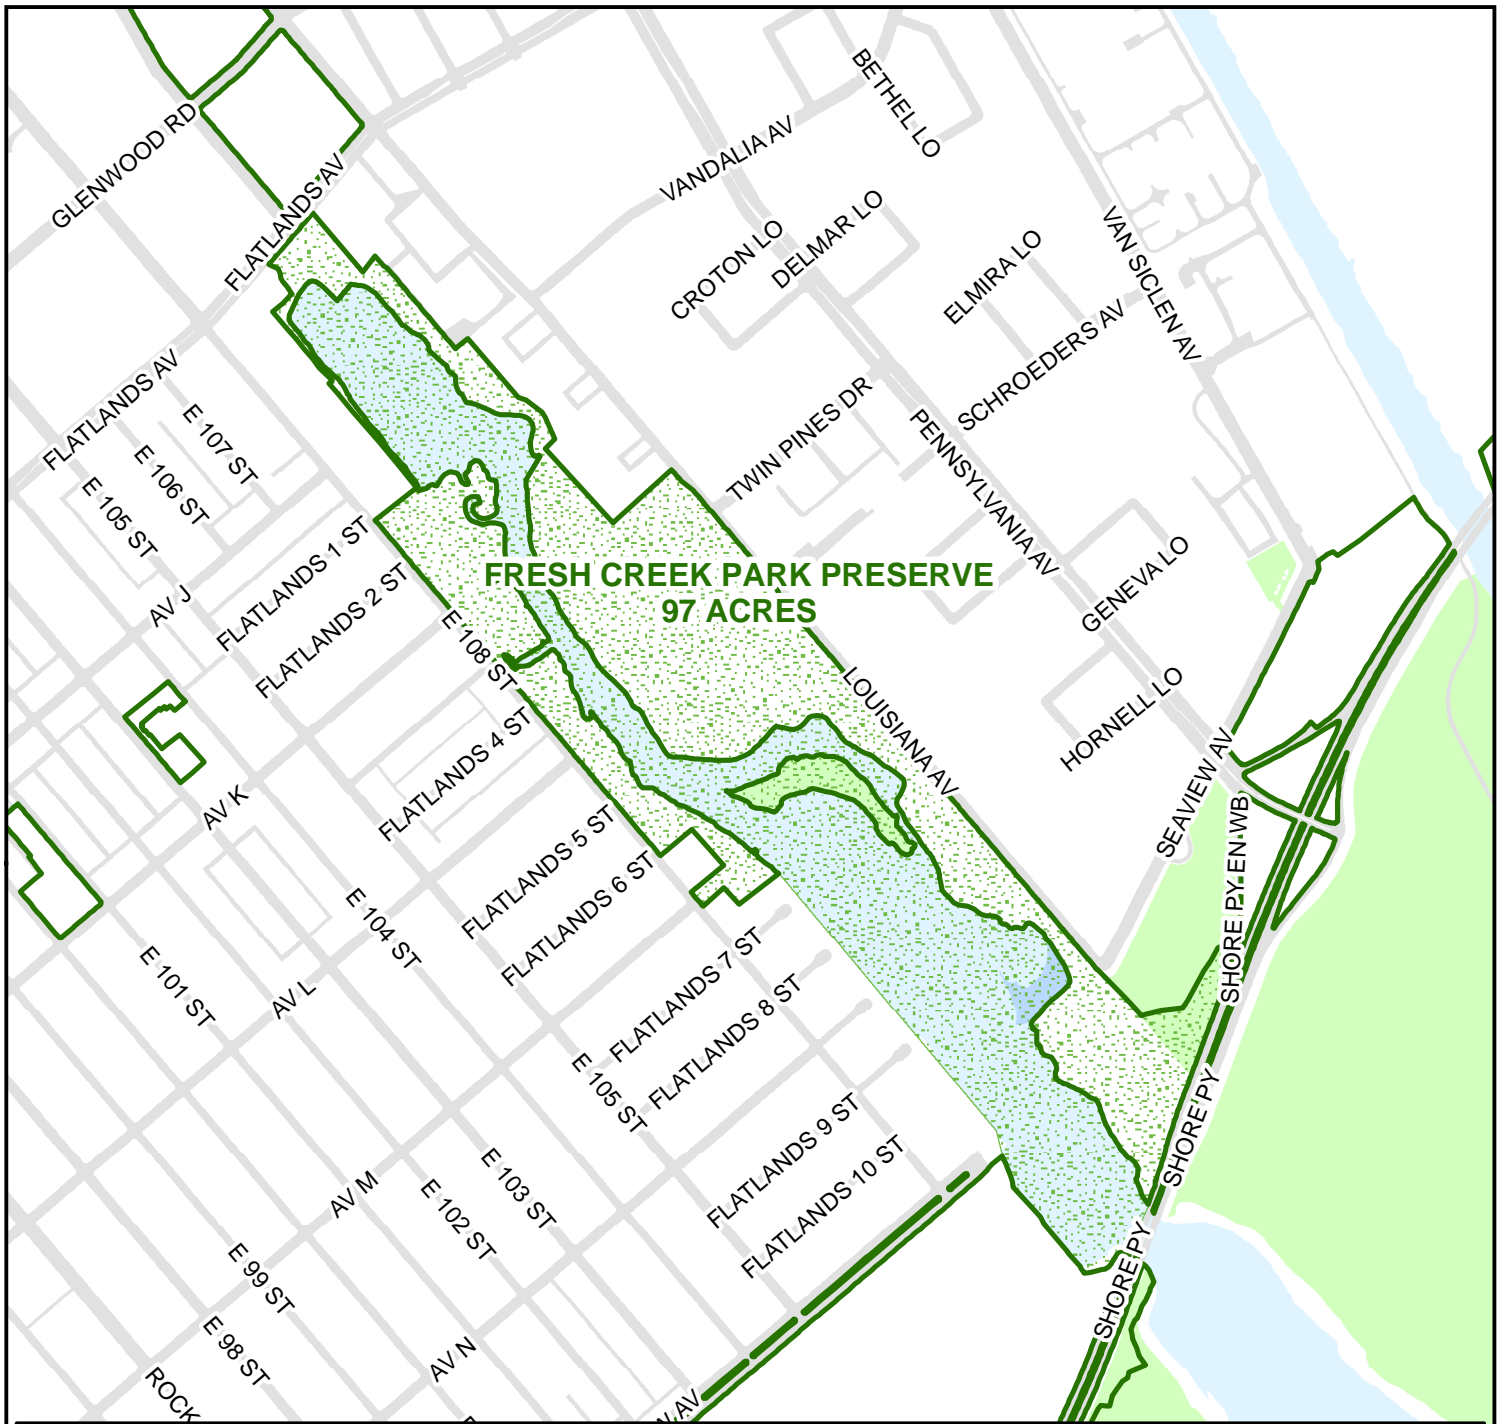 BETHEL LO
GLENWOOD RD
VANDALIA AV
FLATLANDS AV
DELMAR LO
CROTON LO
ELMIRA LO
VAN SICLEN AV
SCHROEDERS AV
FLATLANDS AV
E 107 ST
E 106 ST
E 105 ST
TWIN PINES DR
PENNSYLVANIA AV
FLATLANDS 1 ST
AV J
FLATLANDS 2 ST
FRESH CREEK PARK PRESERVE
97 ACRES
GENEVA LO
E 108 ST
LOUISIANA AV
HORNELL LO
FLATLANDS 4 ST
SEAVIEW AV
AV K
SHORE PY EN WB
FLATLANDS 5 ST
FLATLANDS 6 ST
E 104 ST
E 101 ST
AV L
FLATLANDS 7 ST
FLATLANDS 8 ST
E 105 ST
SHORE PY
FLATLANDS 9 ST
FLATLANDS 10 ST
E 103 ST
AV M
E 102 ST
SHORE PY
E 99 ST
E 98 ST
AV N
ROCK
AV